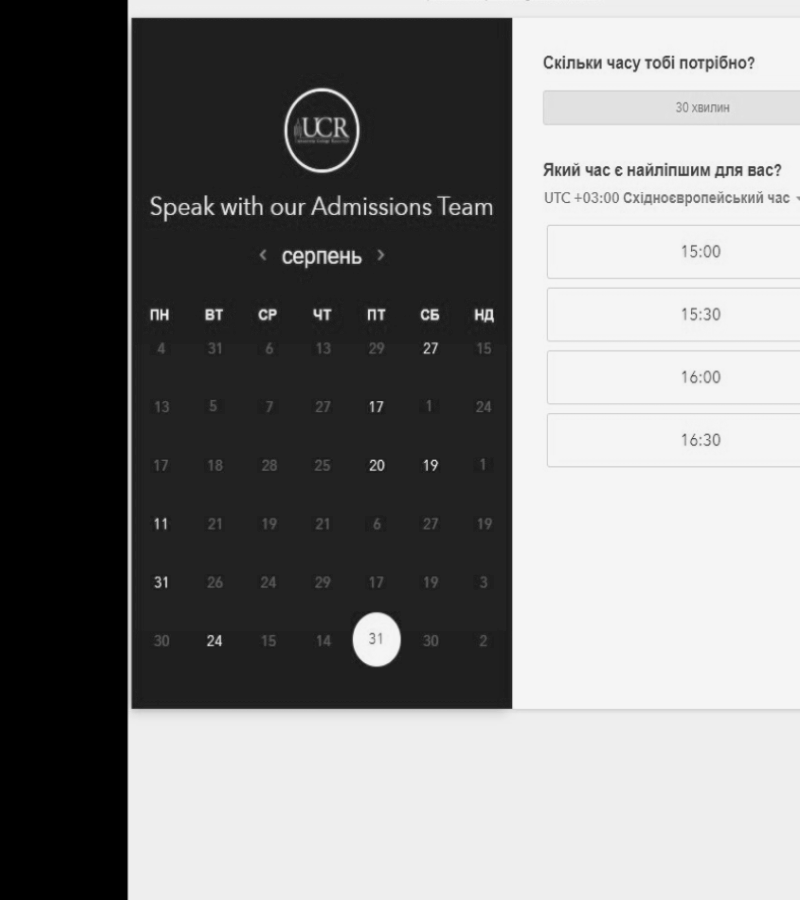 UCR
Speak with our Admissions Team
серпень
ПН ВТ СР ЧТ ПТ СБ НД
4 31 6 13 29 27 15
13 5 7 27 17 1 24
17 18 28 25 20 19 1
11 21 19 21 6 27 19
31 26 24 29 17 19 3
30 24 15 14 31 30 2
Скільки часу тобі потрібно?
30 хвилин
Який час є найліпшим для вас?
UTC +03:00 Східноєвропейський час
15:00
15:30
16:00
16:30